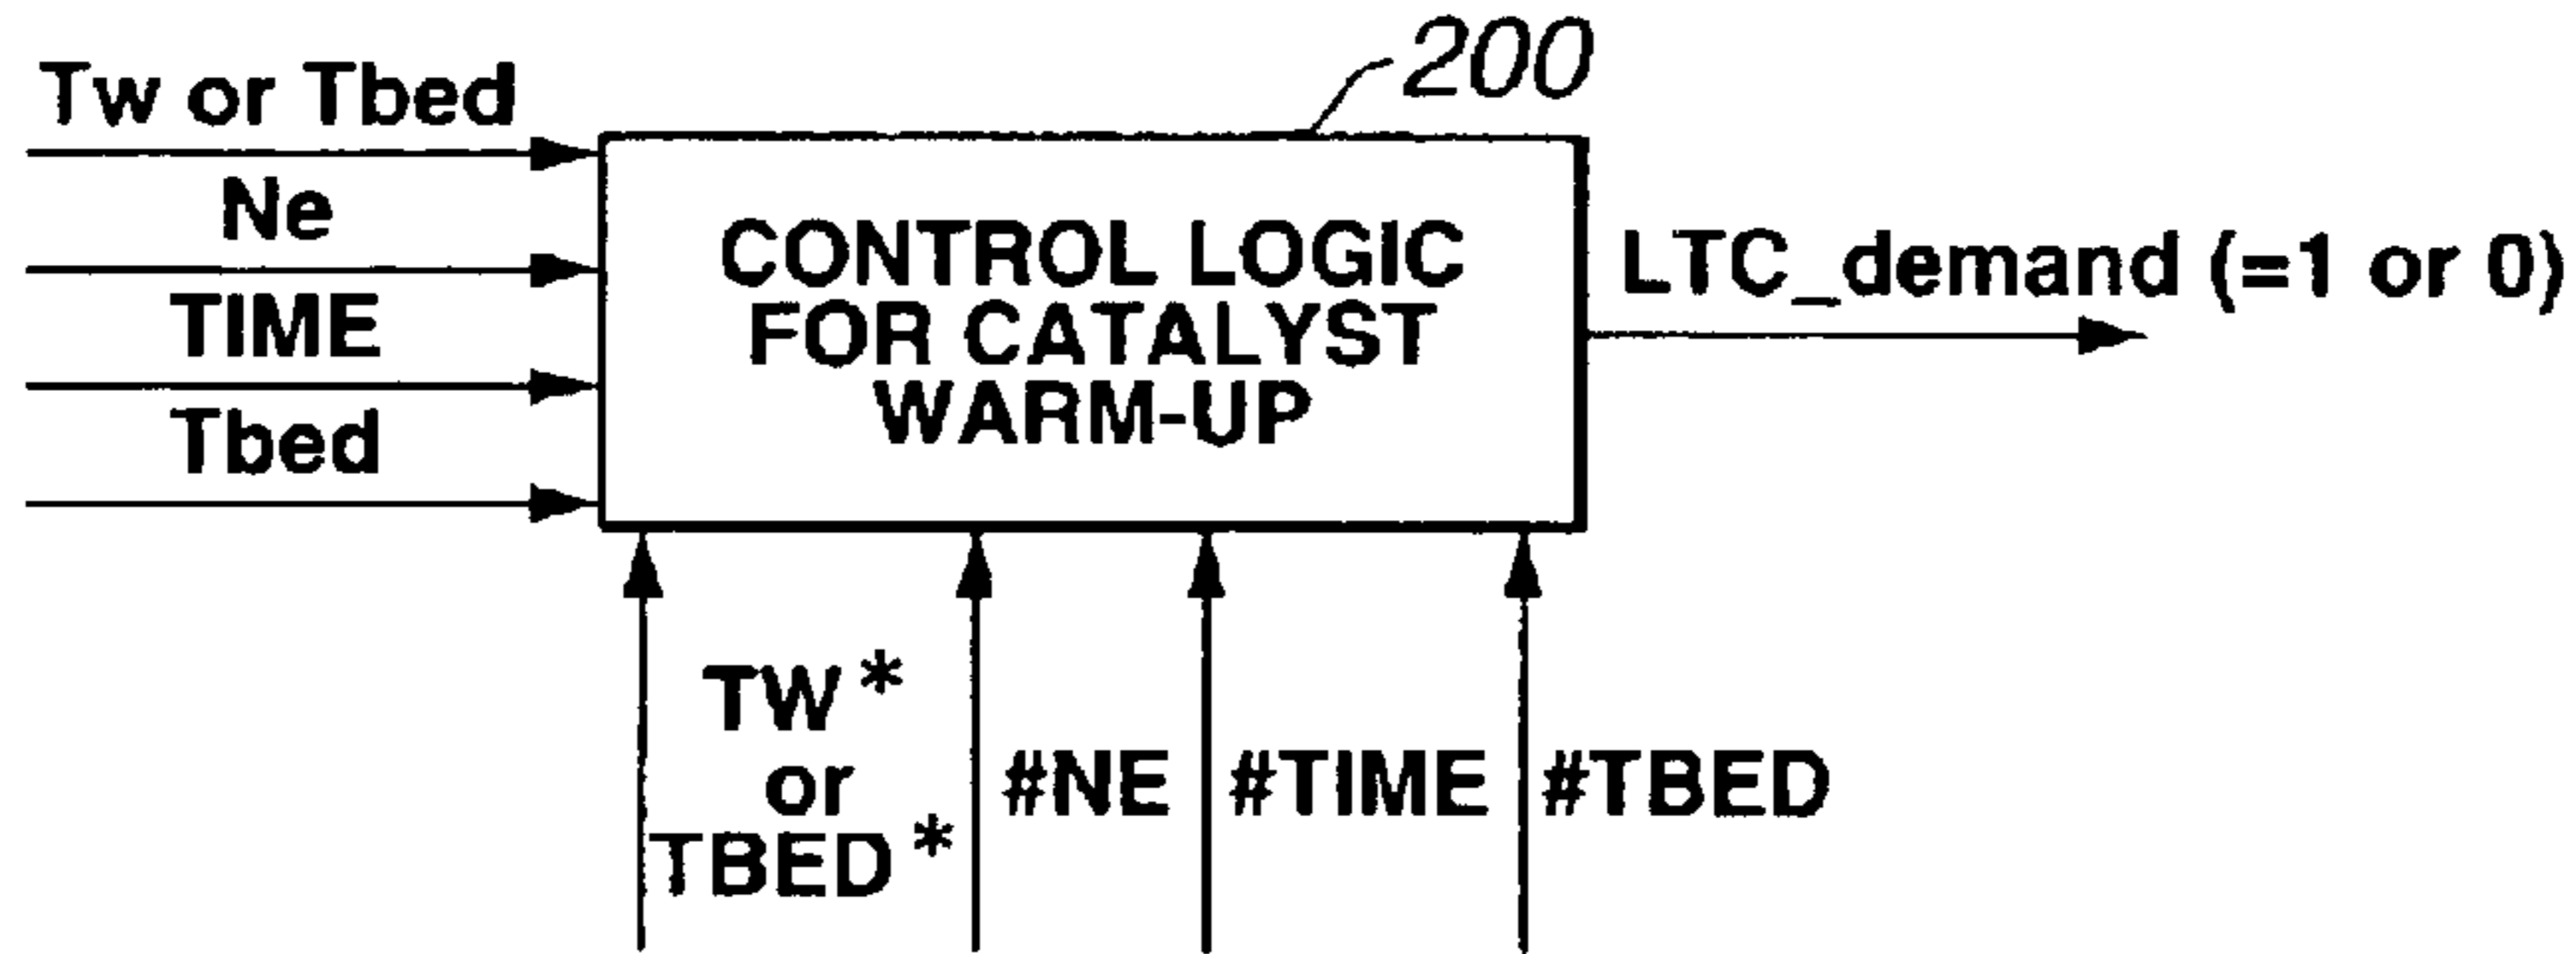 200
Tw or Tbed
Ne
TIME
Tbed
CONTROL LOGIC
FOR CATALYST
WARM-UP
LTC_demand (=1 or 0)
TW*
or
TBED*
#NE
#TIME
#TBED